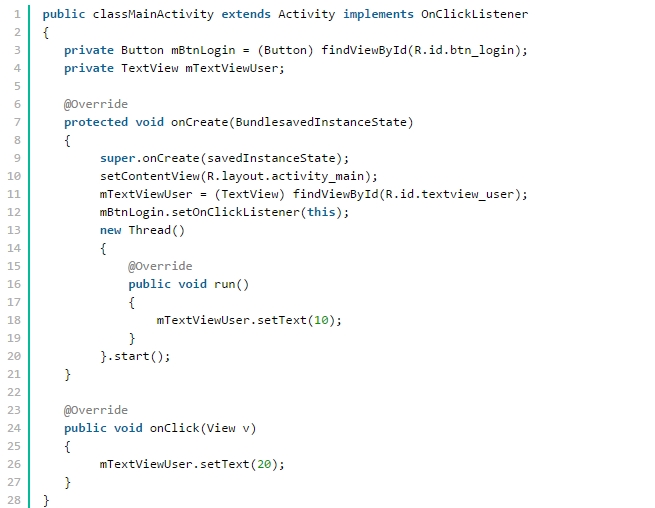 1 public classMainActivity extends Activity implements OnClickListener
2 {
3 private Button mBtnLogin = (Button) findViewById(R.id.btn_login);
4 private TextView mTextViewUser;
5
6 @Override
7 protected void onCreate(BundlesavedInstanceState)
8 {
9 super.onCreate(savedInstanceState);
10 setContentView(R.layout.activity_main);
11 mTextViewUser = (TextView) findViewById(R.id.textview_user);
12 mBtnLogin.setOnClickListener(this);
13 new Thread()
14 {
15 @Override
16 public void run()
17 {
18 mTextViewUser.setText(10);
19 }
20 }.start();
21 }
22
23 @Override
24 public void onClick(View v)
25 {
26 mTextViewUser.setText(20);
27 }
28 }